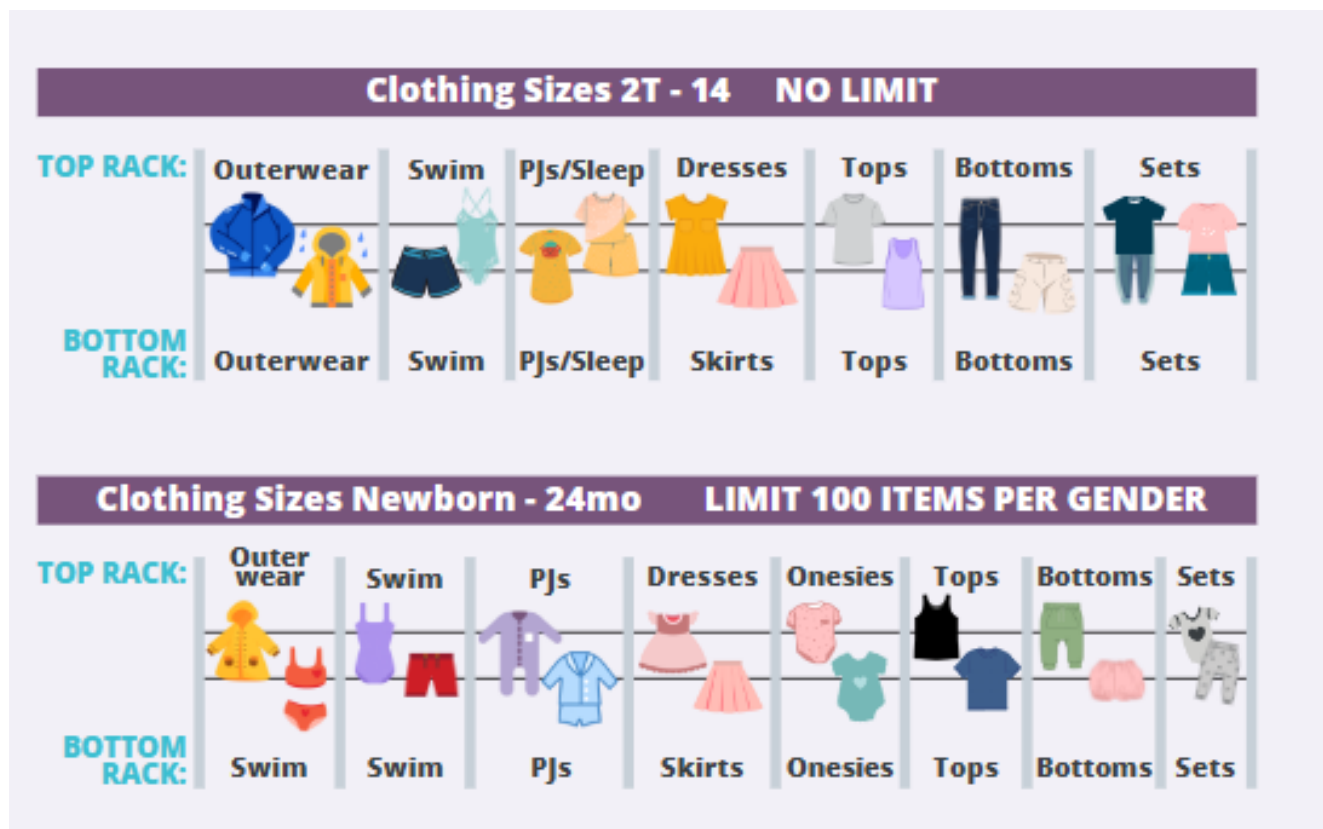 Clothing Sizes 2T - 14 NO LIMIT
TOP RACK: Outerwear Swim PJs/Sleep Dresses Tops Bottoms Sets
BOTTOM
RACK: Outerwear Swim PJs/Sleep Skirts Tops Bottoms Sets
Clothing Sizes Newborn - 24mo LIMIT 100 ITEMS PER GENDER
TOP RACK: Outer
wear Swim PJs Dresses Onesies Tops Bottoms Sets
BOTTOM
RACK: Swim Swim PJs Skirts Onesies Tops Bottoms Sets